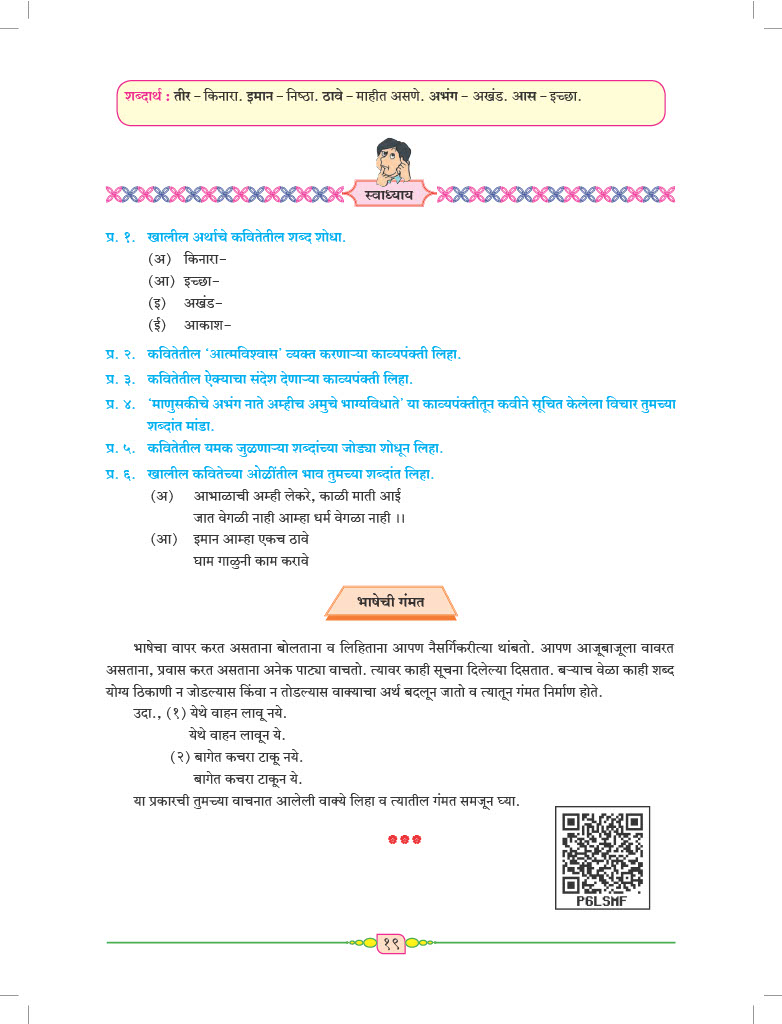 शब्दार्थ : तीर – किनारा. इमान – निष्ठा. ठावे – माहीत असणे. अभंग – अखंड. आस – इच्छा.
स्वाध्याय
प्र. १. खालील अर्थाचे कवितेतील शब्द शोधा.
(अ) किनारा-
(आ) इच्छा-
(इ) अखंड-
(ई) आकाश-
प्र. २. कवितेतील ‘आत्मविश्वास’ व्यक्त करणाऱ्या काव्यपंक्ती लिहा.
प्र. ३. कवितेतील ऐक्याचा संदेश देणाऱ्या काव्यपंक्ती लिहा.
प्र. ४. ‘माणुसकीचे अभंग नाते अम्हीच अमुचे भाग्यविधाते’ या काव्यपंक्तीतून कवीने सूचित केलेला विचार तुमच्या
शब्दांत मांडा.
प्र. ५. कवितेतील यमक जुळणाऱ्या शब्दांच्या जोड्या शोधून लिहा.
प्र. ६. खालील कवितेच्या ओळींतील भाव तुमच्या शब्दांत लिहा.
(अ) आभाळाची अम्ही लेकरे, काळी माती आई
जात वेगळी नाही आम्हा धर्म वेगळा नाही ।।
(आ) इमान आम्हा एकच ठावे
घाम गाळुनी काम करावे
भाषेची गंमत
भाषेचा वापर करत असताना बोलताना व लिहिताना आपण नैसर्गिकरीत्या थांबतो. आपण आजूबाजूला वावरत
असताना, प्रवास करत असताना अनेक पाट्या वाचतो. त्यावर काही सूचना दिलेल्या दिसतात. बऱ्याच वेळा काही शब्द
योग्य ठिकाणी न जोडल्यास किंवा न तोडल्यास वाक्याचा अर्थ बदलून जातो व त्यातून गंमत निर्माण होते.
उदा., (१) येथे वाहन लावू नये.
येथे वाहन लावून ये.
(२) बागेत कचरा टाकू नये.
बागेत कचरा टाकून ये.
या प्रकारची तुमच्या वाचनात आलेली वाक्ये लिहा व त्यातील गंमत समजून घ्या.
P6LSMF
१९